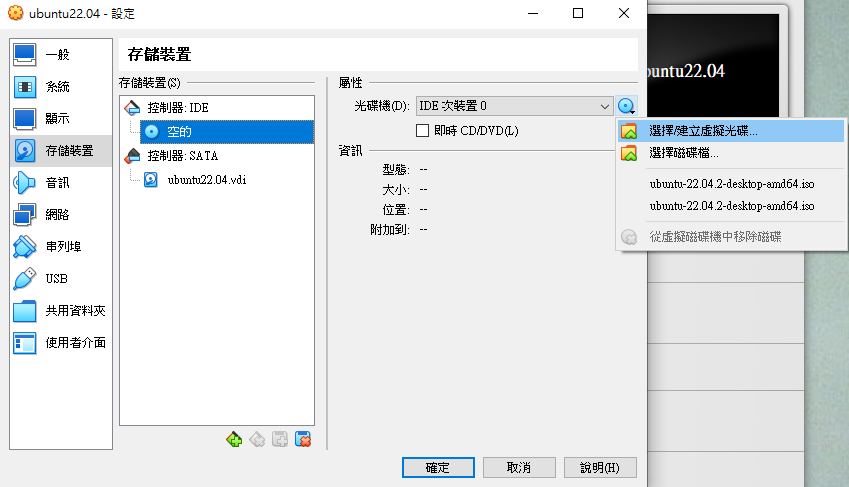 ubuntu22.04 - 設定
一般
系統
顯示
存儲裝置
音訊
網路
串列埠
USB
共用資料夾
使用者介面
存儲裝置
存儲裝置(S)
控制器: IDE
空的
控制器: SATA
ubuntu22.04.vdi
屬性
光碟機(D): IDE 次裝置 0
即時 CD/DVD(L)
資訊
型態: --
大小: --
位置: --
附加到: --
確定
取消
說明(H)
buntu22.04
選擇/建立虛擬光碟...
選擇磁碟檔...
ubuntu-22.04.2-desktop-amd64.iso
ubuntu-22.04.2-desktop-amd64.iso
從虛擬磁碟機中移除磁碟